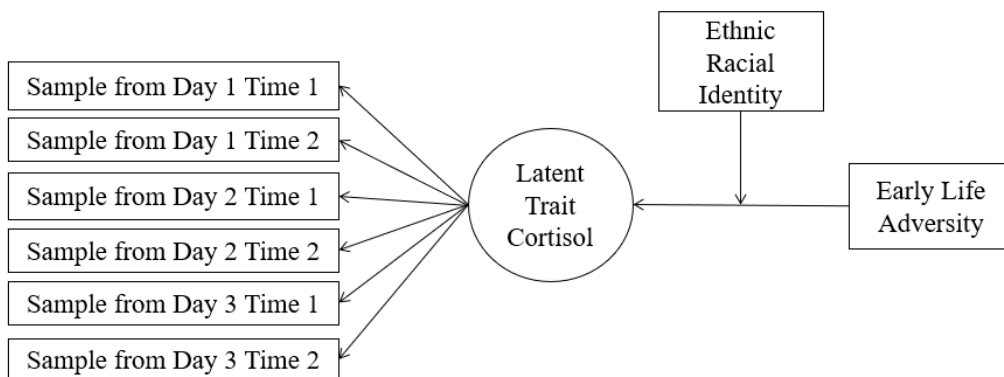 Ethnic
Racial
Identity
Sample from Day 1 Time 1
Sample from Day 1 Time 2
Sample from Day 2 Time 1
Sample from Day 2 Time 2
Sample from Day 3 Time 1
Sample from Day 3 Time 2
Latent
Trait
Cortisol
Early Life
Adversity